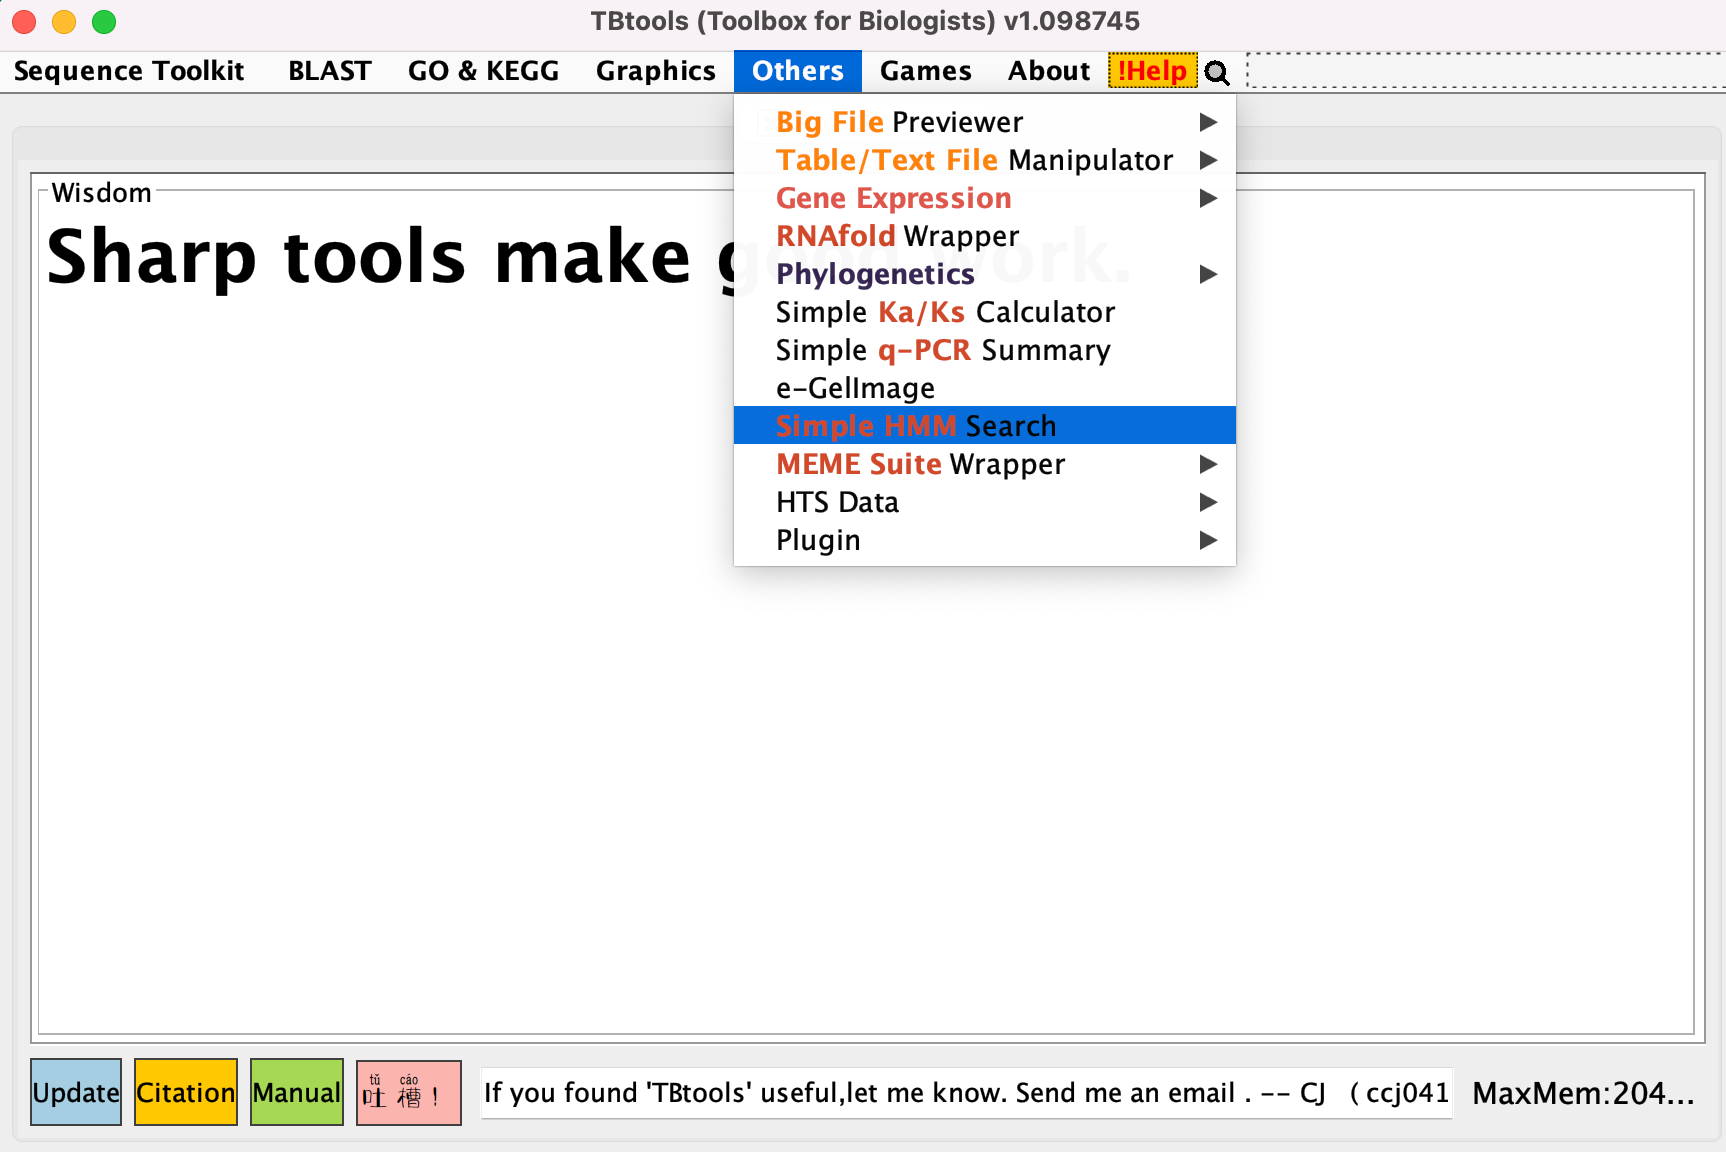 TBtools (Toolbox for Biologists) v1.098745
Sequence Toolkit BLAST GO & KEGG Graphics Others Games About !Help
Big File Previewer
Table/Text File Manipulator
Gene Expression
RNAfold Wrapper
Phylogenetics
Simple Ka/Ks Calculator
Simple q-PCR Summary
e-GelImage
Simple HMM Search
MEME Suite Wrapper
HTS Data
Plugin
Wisdom
Sharp tools make good work.
Update Citation Manual tǔ cáo 吐 槽 ! If you found 'TBtools' useful,let me know. Send me an email . -- CJ (ccj041 MaxMem:204...